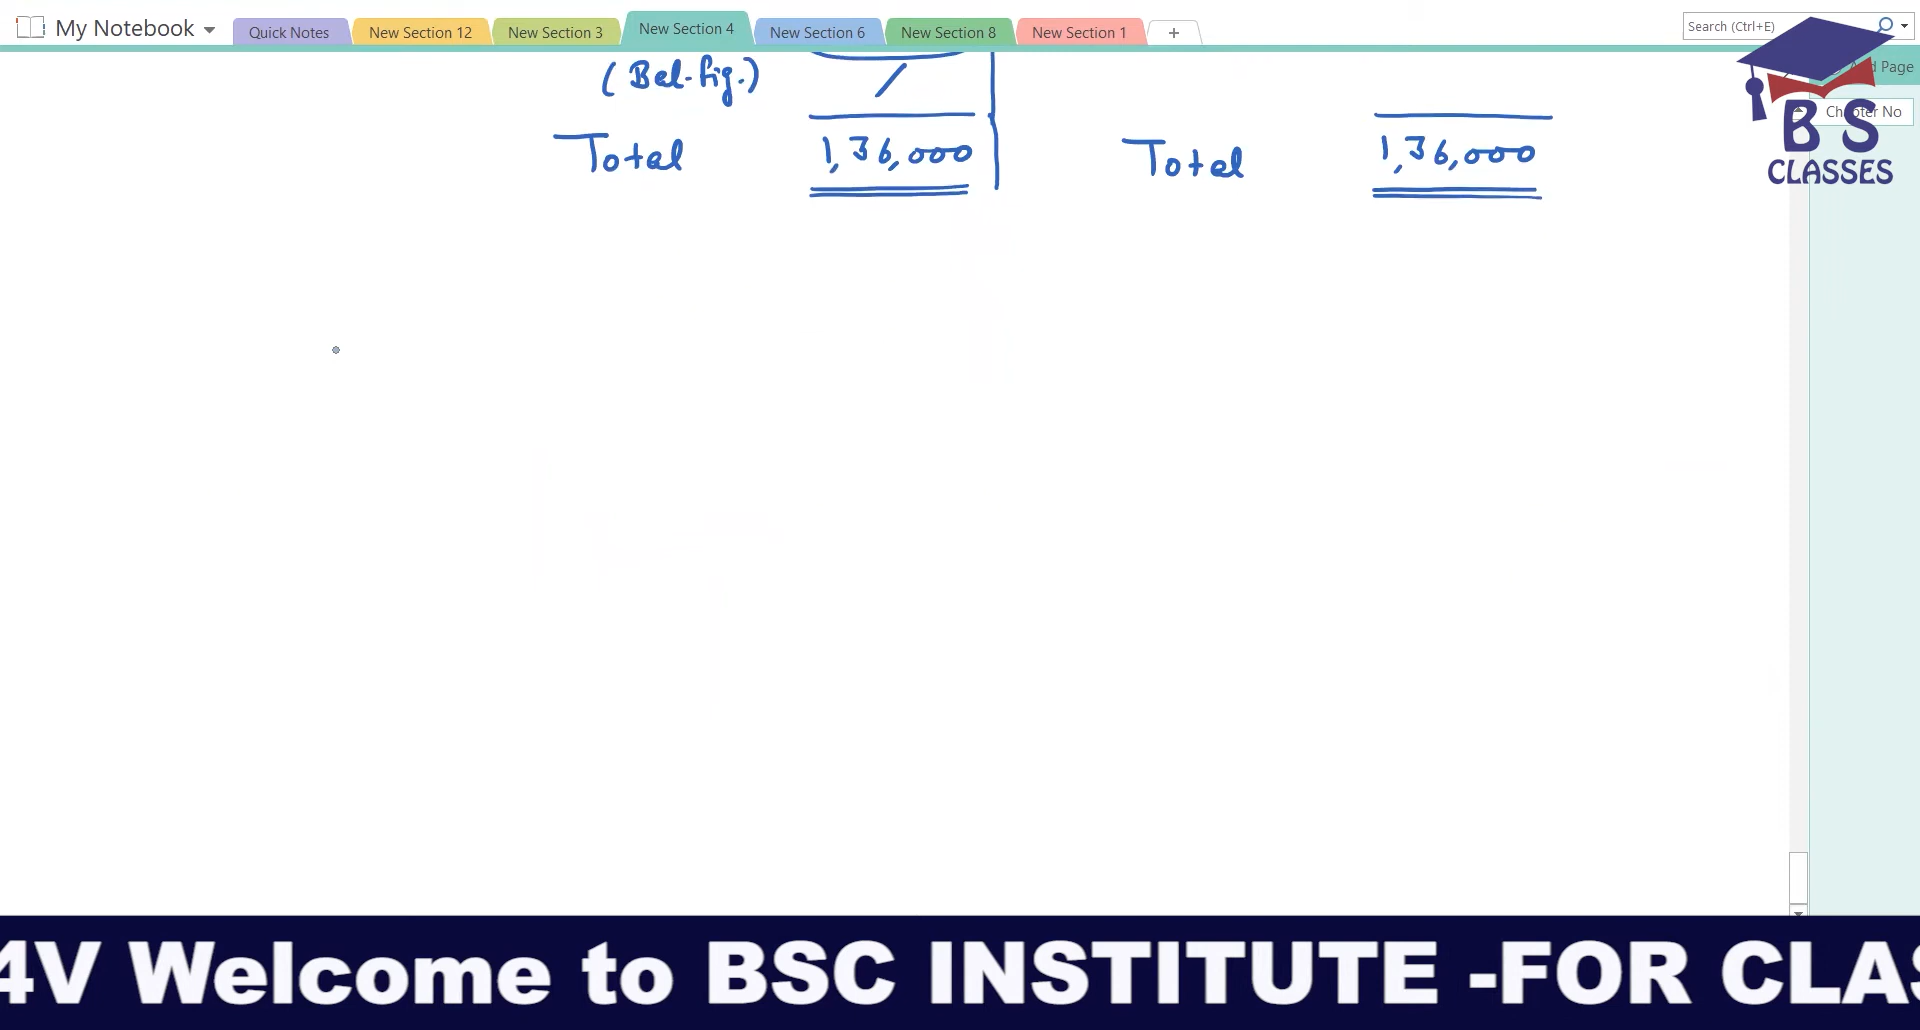 My Notebook
Quick Notes
New Section 12
New Section 3
New Section 4
New Section 6
New Section 8
New Section 1
+
Search (Ctrl+E)
Page
(Bal-fig.)
Total 1,36,000 Total 1,36,000
No
B S
CLASSES
4V Welcome to BSC INSTITUTE -FOR CLAS